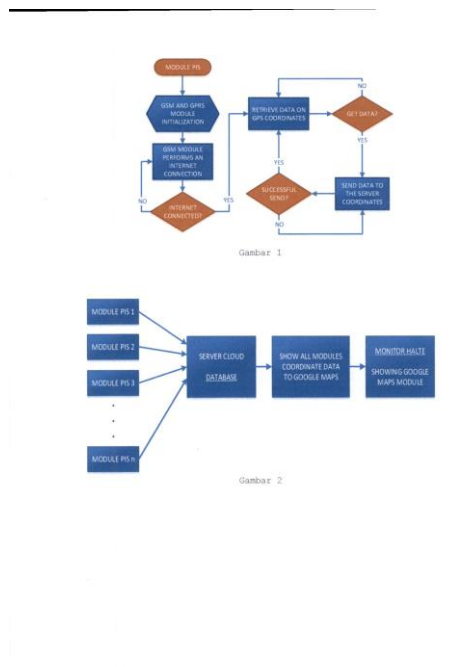 MODULE PIS
GSM AND GPRS
MODULE
INITIALIZATION
GSM MODULE
PERFORMS AN
INTERNET
CONNECTION
NO
INTERNET
CONNECTED?
YES
RETRIEVE DATA ON
GPS COORDINATES
NO
GET DATA?
YES
YES
SUCCESSFUL
SEND?
SEND DATA TO
THE SERVER
COORDINATES
NO
Gambar 1
MODULE PIS 1
MODULE PIS 2
MODULE PIS 3
.
.
.
MODULE PIS n
SERVER CLOUD
DATABASE
SHOW ALL MODULES
COORDINATE DATA
TO GOOGLE MAPS
MONITOR HALTE
SHOWING GOOGLE
MAPS MODULE
Gambar 2